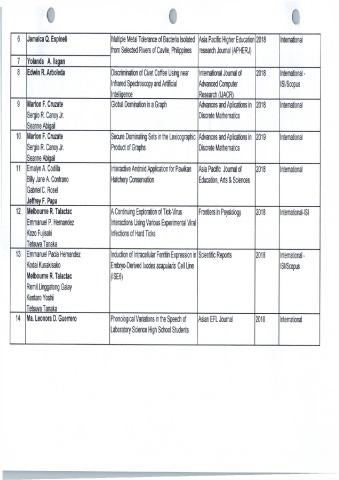 6 Jamaica Q. Espineli Multiple Metal Tolerance of Bacteria Isolated Asia Pacific Higher Education 2018 International
from Selected Rivers of Cavite, Philippines research Journal (APHERJ)
7 Yolanda A. Ilagan
8 Edwin R. Arboleda Discrimination of Civet Coffee Using near International Journal of 2018 International -
Infrared Spectroscopy and Artificial Advanced Computer ISI/Scopus
Intelligence Research (IJACR)
9 Marlon F. Cruzate Global Domination in a Graph Advances and Aplications in 2018 International
Sergio R. Canoy Jr. Discrete Mathematics
Seanne Abigail
10 Marlon F. Cruzate Secure Dominating Sets in the Lexicographic Advances and Aplications in 2019 International
Sergio R. Canoy Jr. Product of Graphs Discrete Mathematics
Seanne Abigail
11 Emalyn A. Codilla Interactive Android Application for Pawikan Asia Pacific Journal of 2018 International
Billy Jane A. Contrano Hatchery Conservation Education, Arts & Sciences
Gabriel C. Rosel
Jeffrey F. Papa
12 Melbourne R. Talactac A Continuing Exploration of Tick-Virus Frontiers in Psysiology 2018 International-ISI
Emmanuel P. Hernandez Interactions Using Various Experimental Viral
Kozo Fujisaki Infections of Hard Ticks
Tetsuya Tanaka
13 Emmanuel Pacia Hernandez Induction of Intracellular Ferritin Expression in Scientific Reports 2018 International -
Kodai Kusakisako Embryo-Derived Ixodes scapularis Cell Line ISI/Scopus
Melbourne R. Talactac (ISE6)
Remil Linggatong Galay
Kentaro Yoshii
Tetsuya Tanaka
14 Ma. Leonora D. Guerrero Phonological Variations in the Speech of Asian EFL Journal 2018 International
Laboratory Science High School Students